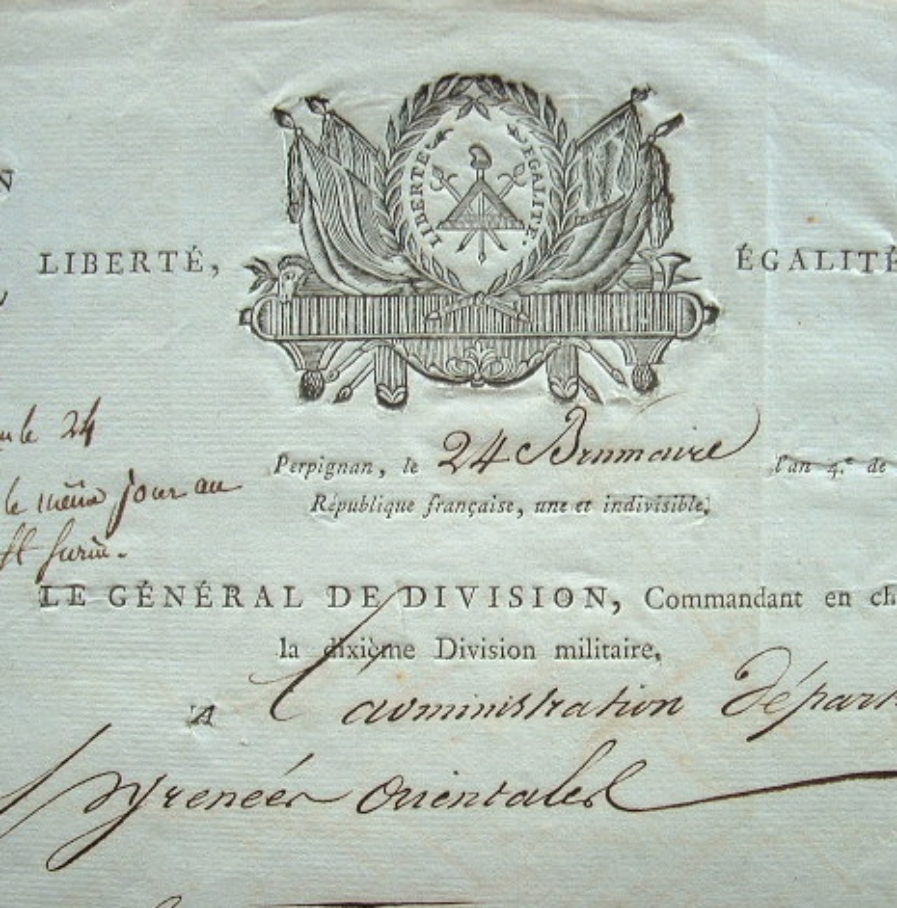 N
LIBERTÉ ÉGALITÉ.
LIBERTÉ, ÉGALITÉ
24
Perpignan, le 24 Brumaire l'an 4.e de
le même jour au
République française, une et indivisible,
LE GÉNÉRAL DE DIVISION, Commandant en ch
la dixième Division militaire,
A L'administration départ
Pyrenées orientales